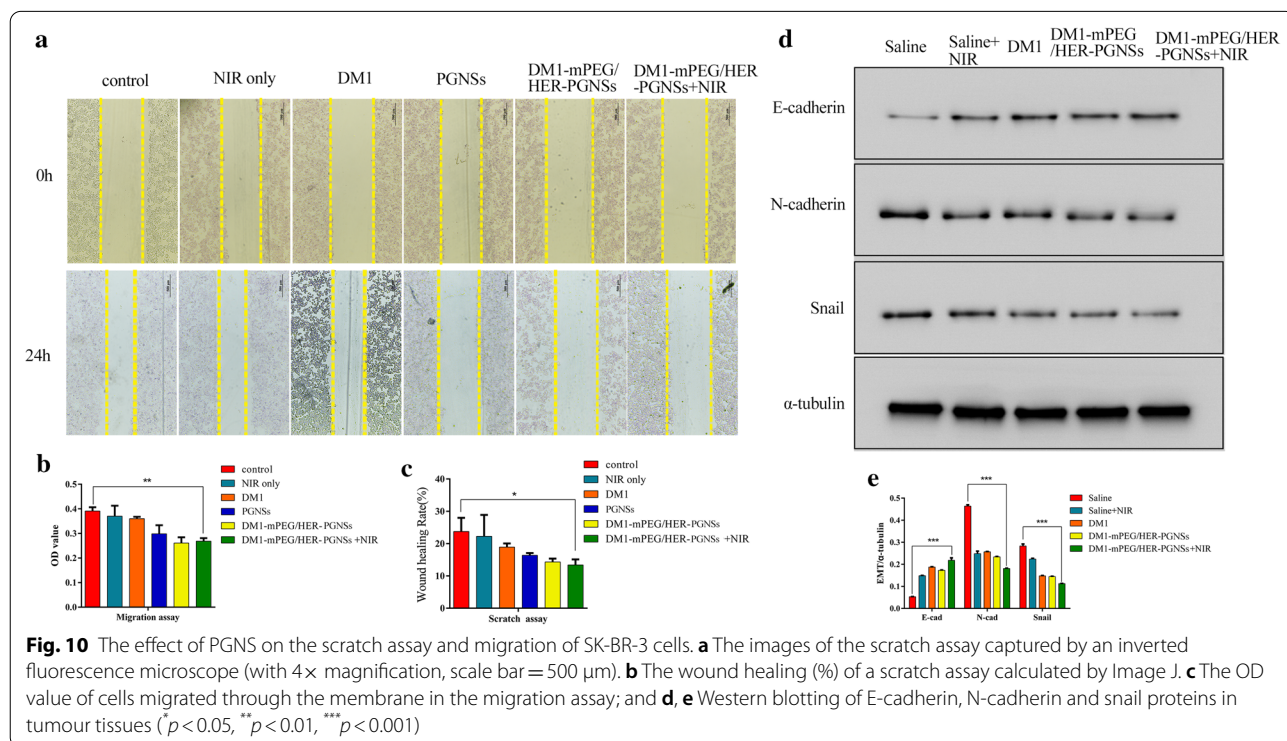 a
control
NIR only
DM1
PGNSs
DM1-mPEG/
HER-PGNSs
DM1-mPEG/HER
-PGNSs+NIR
0h
24h
b
OD value
0.5
0.4
0.3
0.2
0.1
0.0
**
Migration assay
control
NIR only
DM1
PGNSs
DM1-mPEG/HER-PGNSs
DM1-mPEG/HER-PGNSs +NIR
c
Wound healing Rate(%)
40
30
20
10
0
*
Scratch assay
control
NIR only
DM1
PGNSs
DM1-mPEG/HER-PGNSs
DM1-mPEG/HER-PGNSs +NIR
d
Saline
Saline+
NIR
DM1
DM1-mPEG
/HER-PGNSs
DM1-mPEG/HER
-PGNSs+NIR
E-cadherin
N-cadherin
Snail
α-tubulin
e
EMT/α-tubulin
0.5
0.4
0.3
0.2
0.1
0.0
***
***
***
E-cad
N-cad
Snail
Saline
Saline+NIR
DM1
DM1-mPEG/HER-PGNSs
DM1-mPEG/HER-PGNSs+NIR
Fig. 10 The effect of PGNS on the scratch assay and migration of SK-BR-3 cells. a The images of the scratch assay captured by an inverted
fluorescence microscope (with 4× magnification, scale bar = 500 μm). b The wound healing (%) of a scratch assay calculated by Image J. c The OD
value of cells migrated through the membrane in the migration assay; and d, e Western blotting of E-cadherin, N-cadherin and snail proteins in
tumour tissues (*p < 0.05, **p < 0.01, ***p < 0.001)